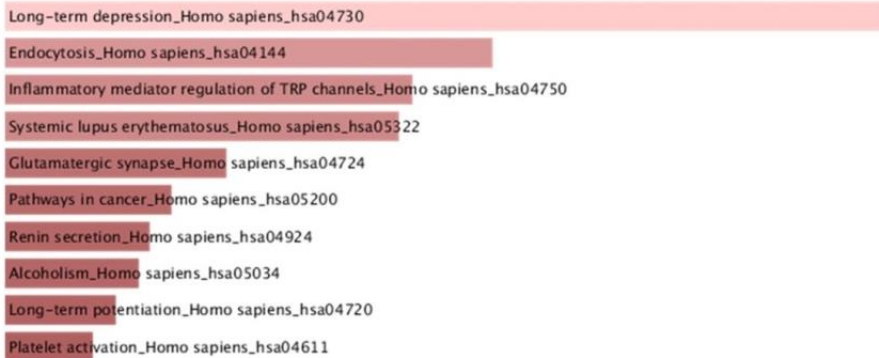 Long-term depression_Homo sapiens_hsa04730
Endocytosis_Homo sapiens_hsa04144
Inflammatory mediator regulation of TRP channels_Homo sapiens_hsa04750
Systemic lupus erythematosus_Homo sapiens_hsa05322
Glutamatergic synapse_Homo sapiens_hsa04724
Pathways in cancer_Homo sapiens_hsa05200
Renin secretion_Homo sapiens_hsa04924
Alcoholism_Homo sapiens_hsa05034
Long-term potentiation_Homo sapiens_hsa04720
Platelet activation_Homo sapiens_hsa04611